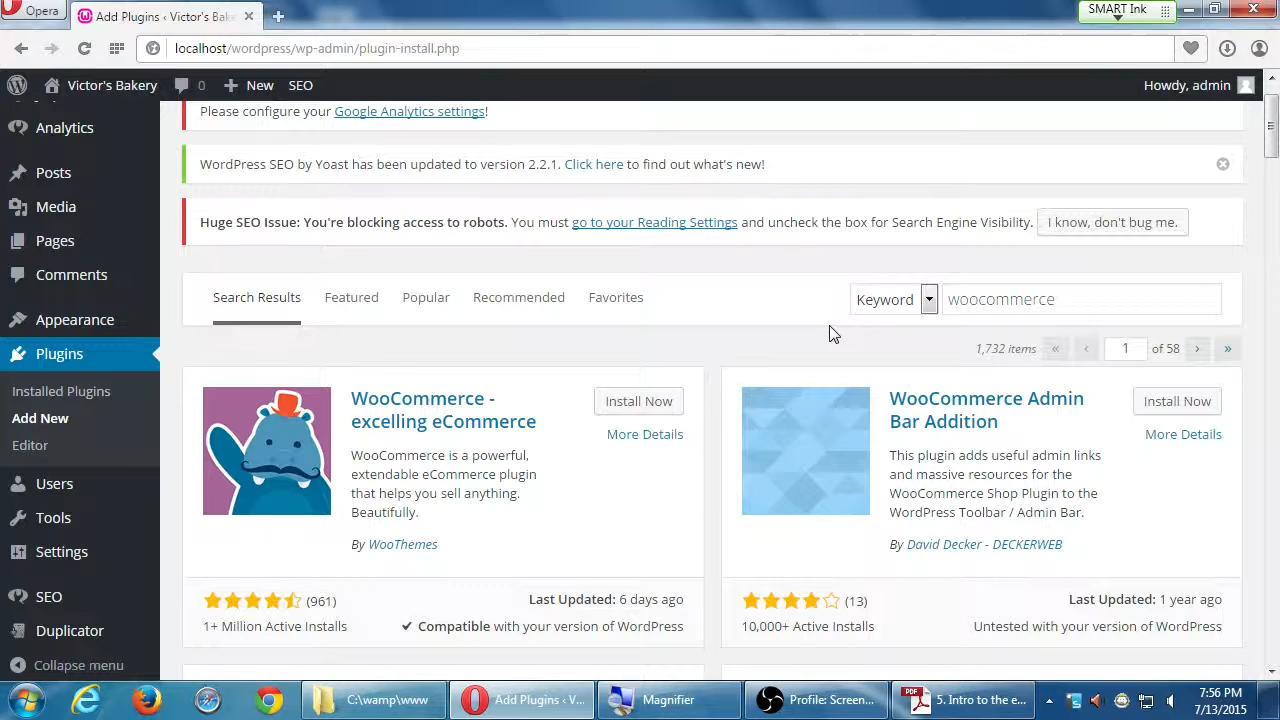 Opera
Add Plugins ‹ Victor's Bake
SMART Ink
localhost/wordpress/wp-admin/plugin-install.php
Victor's Bakery
0
New
SEO
Howdy, admin
Analytics
Posts
Media
Pages
Comments
Appearance
Plugins
Installed Plugins
Add New
Editor
Users
Tools
Settings
SEO
Duplicator
Collapse menu
Please configure your Google Analytics settings!
WordPress SEO by Yoast has been updated to version 2.2.1. Click here to find out what's new!
Huge SEO Issue: You're blocking access to robots. You must go to your Reading Settings and uncheck the box for Search Engine Visibility. I know, don't bug me.
Search Results Featured Popular Recommended Favorites
Keyword woocommerce
1,732 items « ‹ 1 of 58 › »
WooCommerce -
excelling eCommerce
Install Now
More Details
WooCommerce is a powerful,
extendable eCommerce plugin
that helps you sell anything.
Beautifully.
By WooThemes
(961)
Last Updated: 6 days ago
1+ Million Active Installs
✔ Compatible with your version of WordPress
WooCommerce Admin
Bar Addition
Install Now
More Details
This plugin adds useful admin links
and massive resources for the
WooCommerce Shop Plugin to the
WordPress Toolbar / Admin Bar.
By David Decker - DECKERWEB
(13)
Last Updated: 1 year ago
10,000+ Active Installs
Untested with your version of WordPress
C:\wamp\www
Add Plugins ‹ V...
Magnifier
Profile: Screen...
PDF
5. Intro to the e...
7:56 PM
7/13/2015